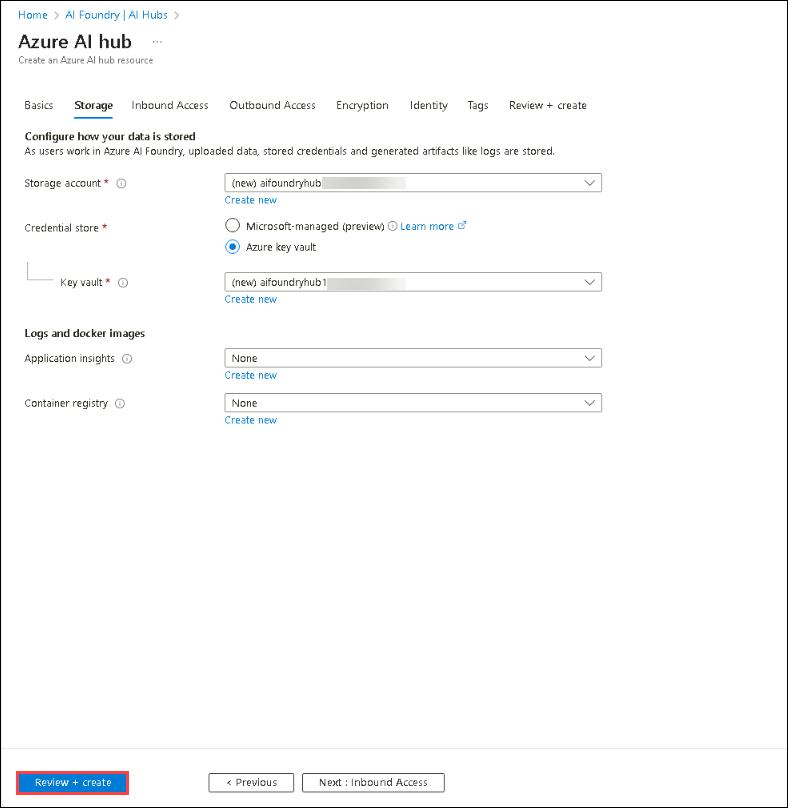 Home > AI Foundry | AI Hubs >
Azure AI hub ...
Create an Azure AI hub resource
Basics Storage Inbound Access Outbound Access Encryption Identity Tags Review + create
Configure how your data is stored
As users work in Azure AI Foundry, uploaded data, stored credentials and generated artifacts like logs are stored.
Storage account * (new) aifoundryhub
Create new
Credential store * Microsoft-managed (preview) Learn more
Azure key vault
Key vault * (new) aifoundryhub1
Create new
Logs and docker images
Application insights None
Create new
Container registry None
Create new
Review + create < Previous Next : Inbound Access